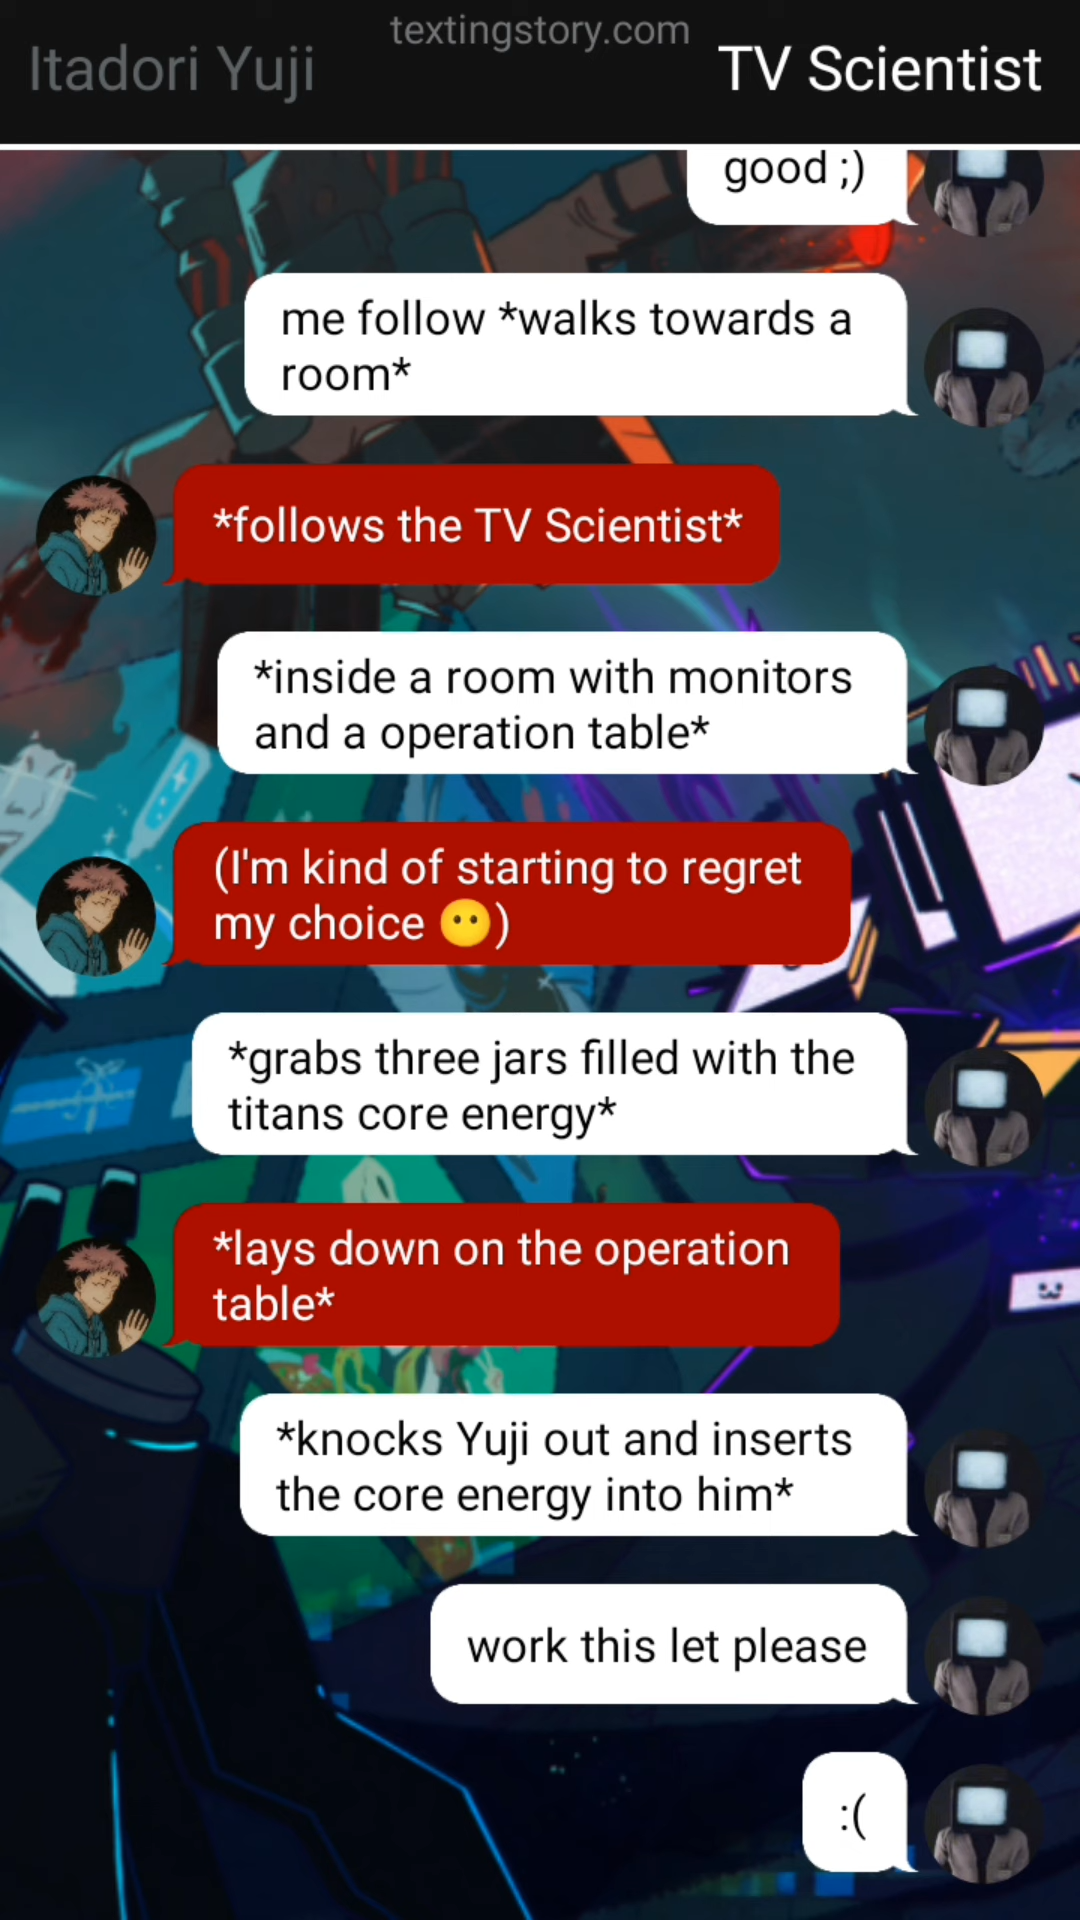 textingstory.com
Itadori Yuji
TV Scientist
good ;)
me follow *walks towards a
room*
*follows the TV Scientist*
*inside a room with monitors
and a operation table*
(I'm kind of starting to regret
my choice 😶)
*grabs three jars filled with the
titans core energy*
*lays down on the operation
table*
*knocks Yuji out and inserts
the core energy into him*
work this let please
:(